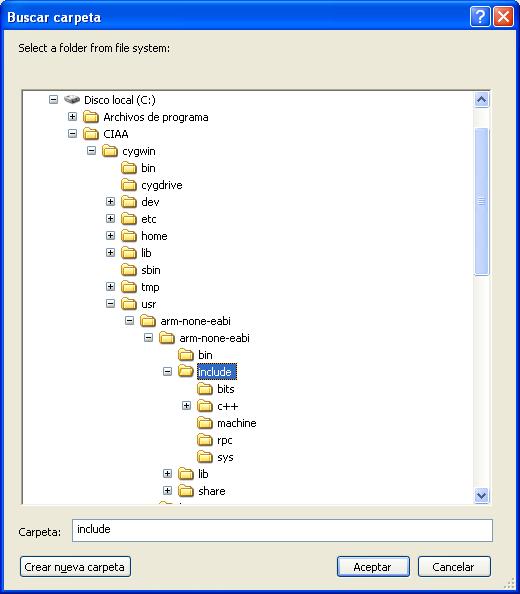 Buscar carpeta
Select a folder from file system:
Disco local (C:)
Archivos de programa
CIAA
cygwin
bin
cygdrive
dev
etc
home
lib
sbin
tmp
usr
arm-none-eabi
arm-none-eabi
bin
include
bits
c++
machine
rpc
sys
lib
share
Carpeta: include
Crear nueva carpeta Aceptar Cancelar